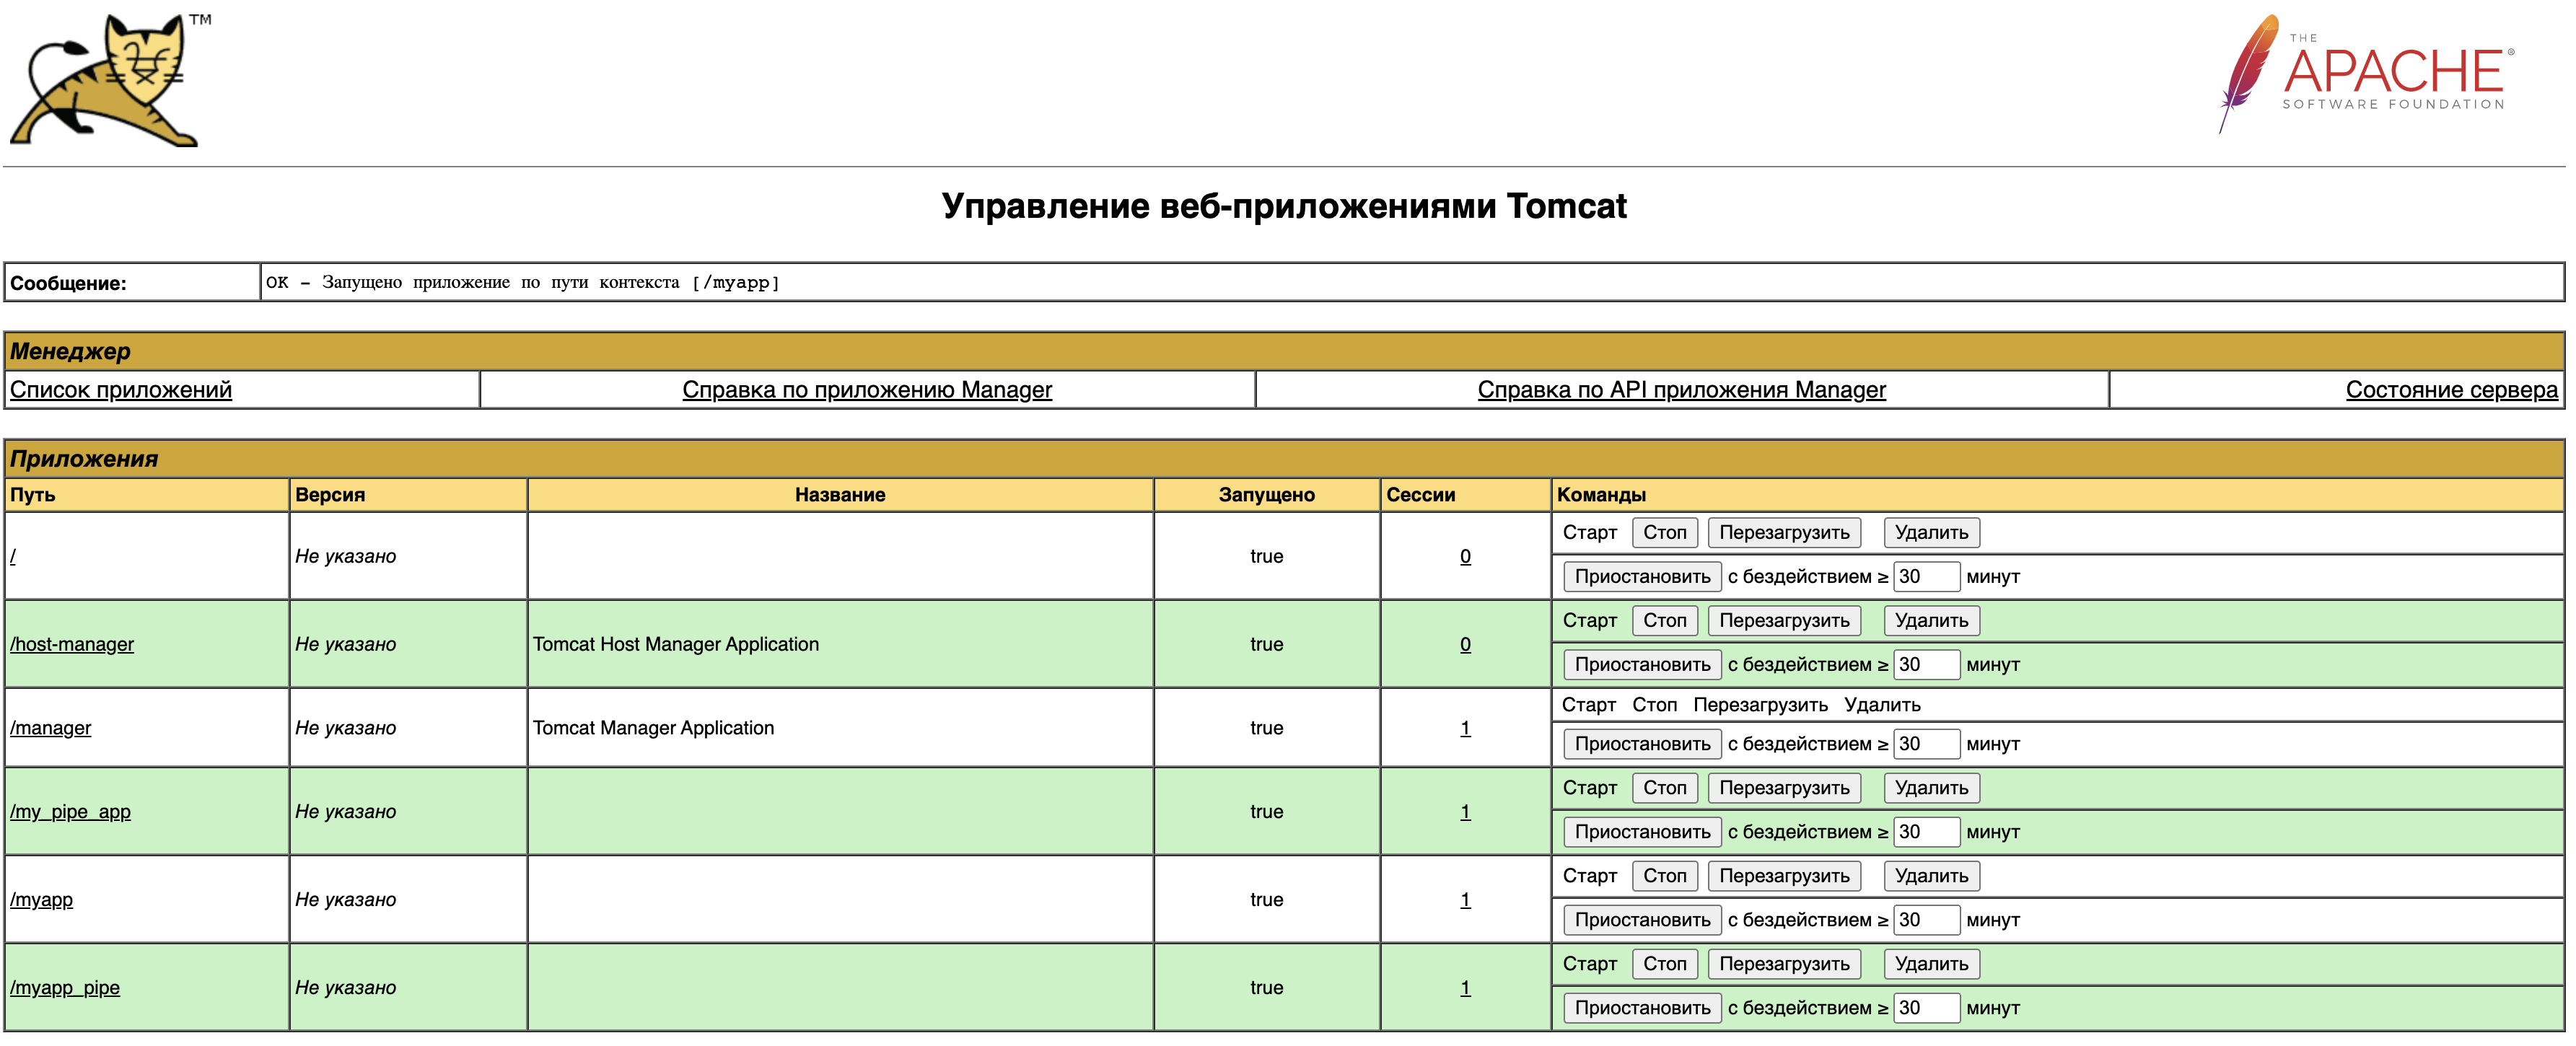 TM
THE
APACHE®
SOFTWARE FOUNDATION
Управление веб-приложениями Tomcat
Сообщение: OK - Запущено приложение по пути контекста [/myapp]
Менеджер
Список приложений Справка по приложению Manager Справка по API приложения Manager Состояние сервера
Приложения
Путь Версия Название Запущено Сессии Команды
/ Не указано true 0 Старт Стоп Перезагрузить Удалить
Приостановить с бездействием ≥ 30 минут
/host-manager Не указано Tomcat Host Manager Application true 0 Старт Стоп Перезагрузить Удалить
Приостановить с бездействием ≥ 30 минут
/manager Не указано Tomcat Manager Application true 1 Старт Стоп Перезагрузить Удалить
Приостановить с бездействием ≥ 30 минут
/my_pipe_app Не указано true 1 Старт Стоп Перезагрузить Удалить
Приостановить с бездействием ≥ 30 минут
/myapp Не указано true 1 Старт Стоп Перезагрузить Удалить
Приостановить с бездействием ≥ 30 минут
/myapp_pipe Не указано true 1 Старт Стоп Перезагрузить Удалить
Приостановить с бездействием ≥ 30 минут